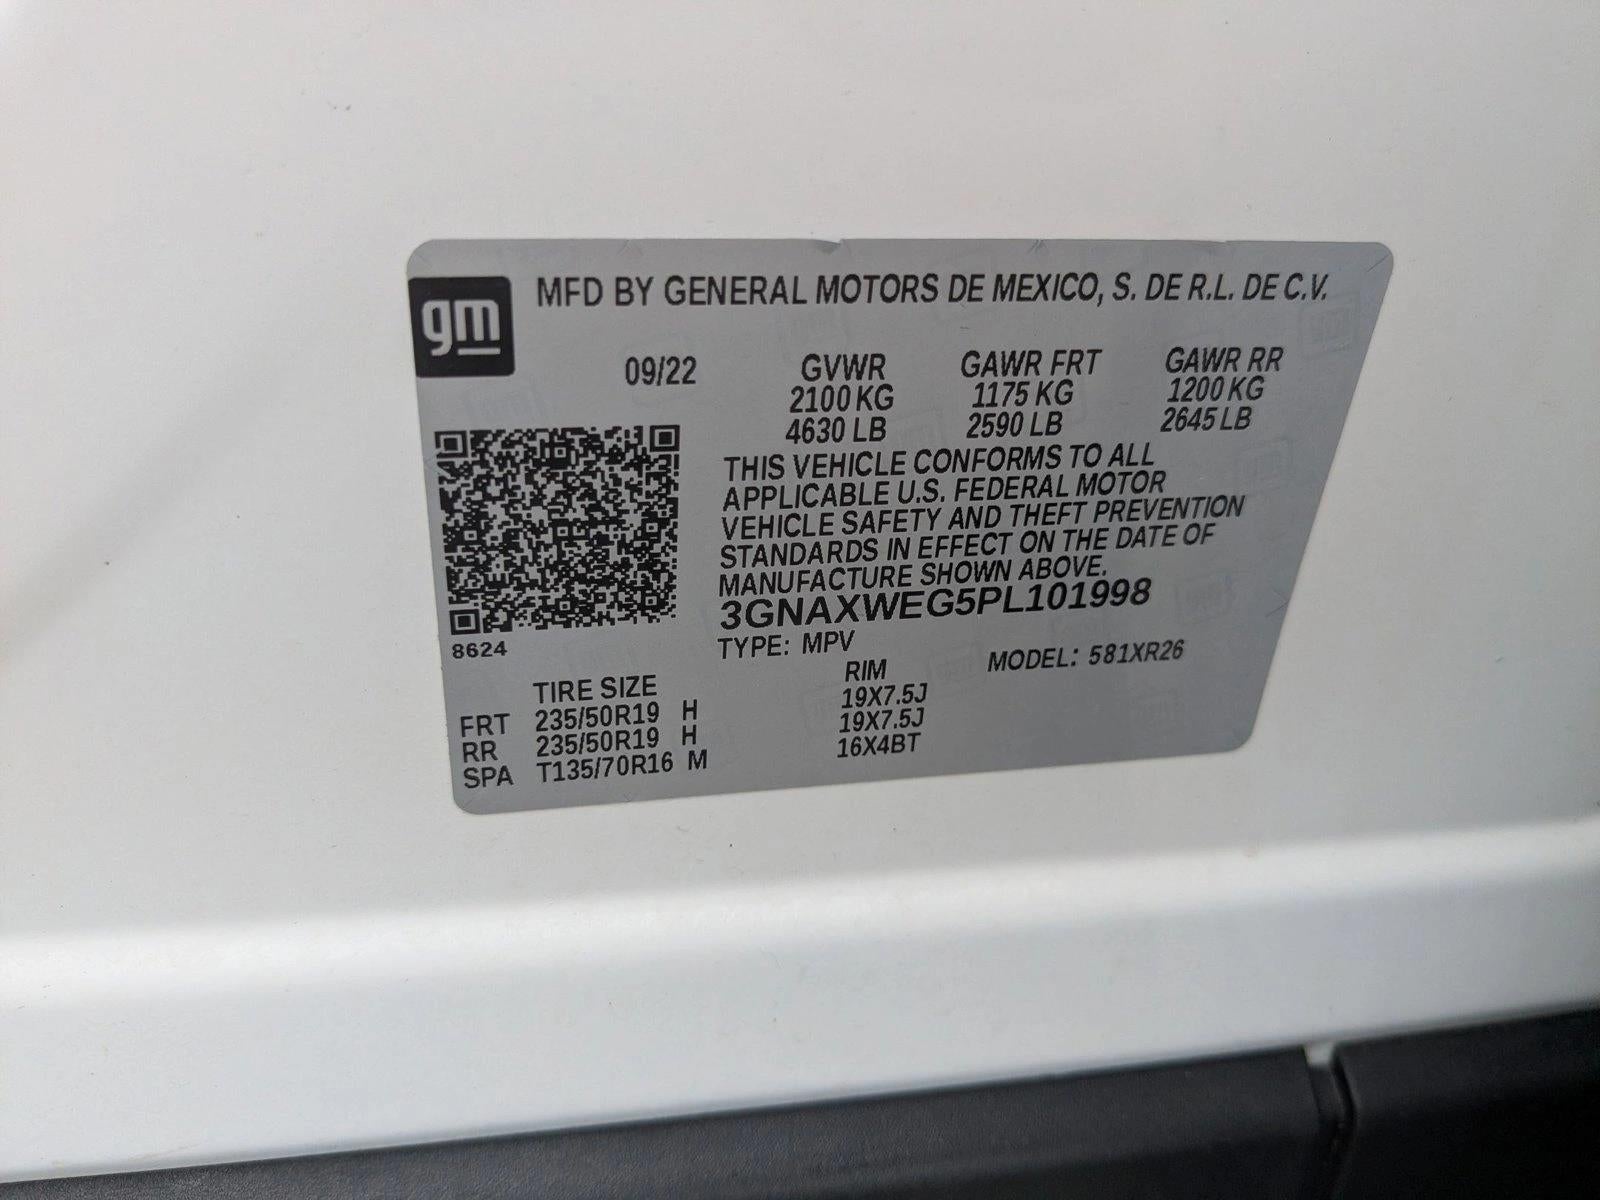 gm
MFD BY GENERAL MOTORS DE MEXICO, S. DE R.L. DE C.V.
09/22 GVWR GAWR FRT GAWR RR
2100 KG 1175 KG 1200 KG
4630 LB 2590 LB 2645 LB
THIS VEHICLE CONFORMS TO ALL
APPLICABLE U.S. FEDERAL MOTOR
VEHICLE SAFETY AND THEFT PREVENTION
STANDARDS IN EFFECT ON THE DATE OF
MANUFACTURE SHOWN ABOVE.
3GNAXWEG5PL101998
8624
TYPE: MPV MODEL: 581XR26
TIRE SIZE RIM
FRT 235/50R19 H 19X7.5J
RR 235/50R19 H 19X7.5J
SPA T135/70R16 M 16X4BT